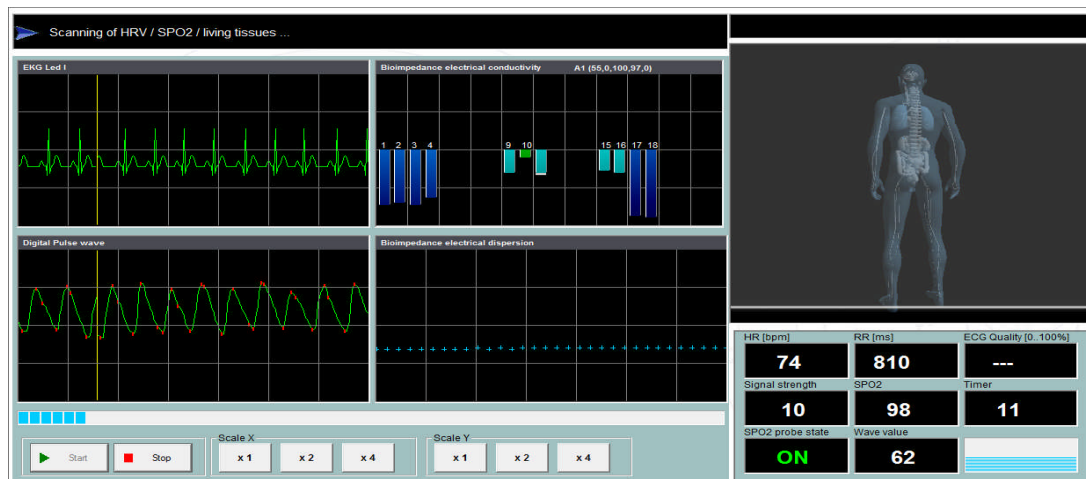 Scanning of HRV / SPO2 / living tissues ...
EKG Led I
Bioimpedance electrical conductivity A1 (55,0,100,97,0)
1 2 3 4 9 10 15 16 17 18
Digital Pulse wave
Bioimpedance electrical dispersion
HR [bpm] RR [ms] ECG Quality [0..100%]
74 810 ---
Signal strength SPO2 Timer
10 98 11
SPO2 probe state Wave value
ON 62
Scale X Scale Y
Start Stop x 1 x 2 x 4 x 1 x 2 x 4